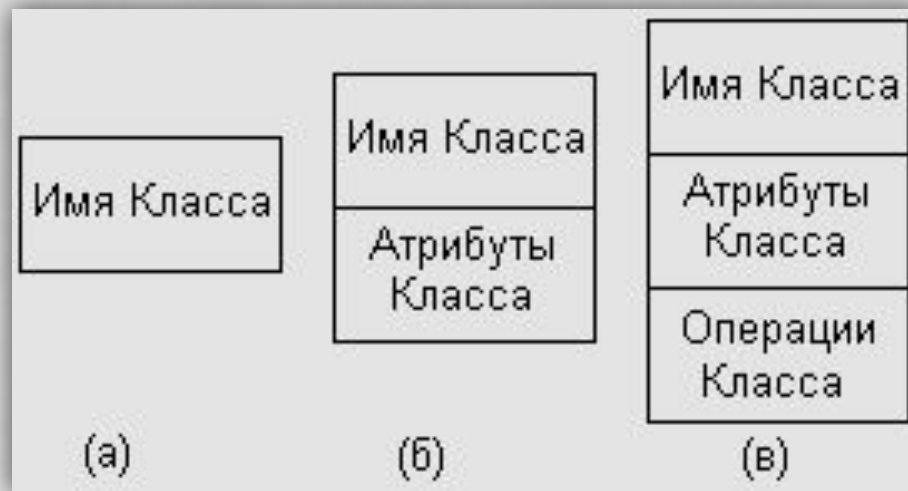 Имя Класса
(а)
Имя Класса
Атрибуты
Класса
(б)
Имя Класса
Атрибуты
Класса
Операции
Класса
(в)